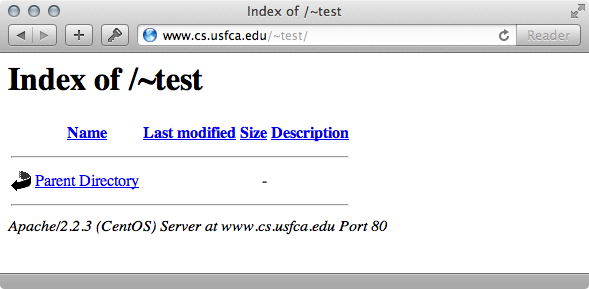 Index of /~test
www.cs.usfca.edu/~test/
Reader
Index of /~test
Name Last modified Size Description
Parent Directory -
Apache/2.2.3 (CentOS) Server at www.cs.usfca.edu Port 80